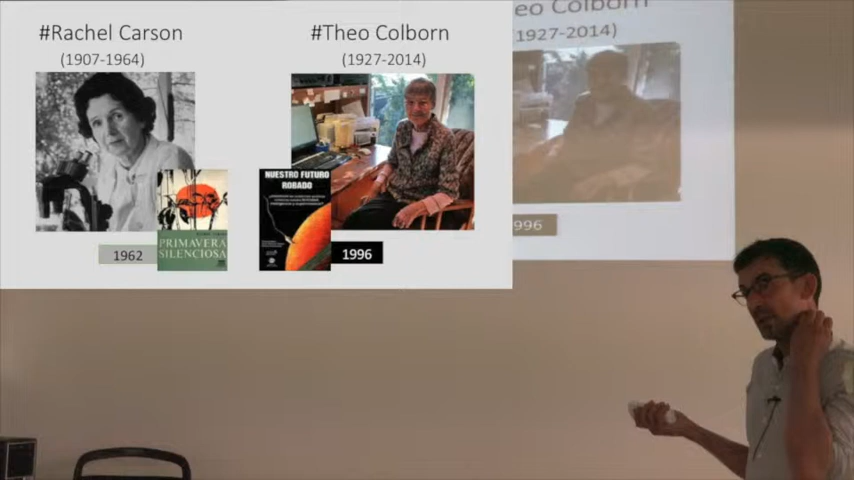 #Rachel Carson
(1907-1964)
PRIMAVERA
SILENCIOSA
1962
#Theo Colborn
(1927-2014)
NUESTRO FUTURO
ROBADO
1996
eo Colborn
1927-2014)
996